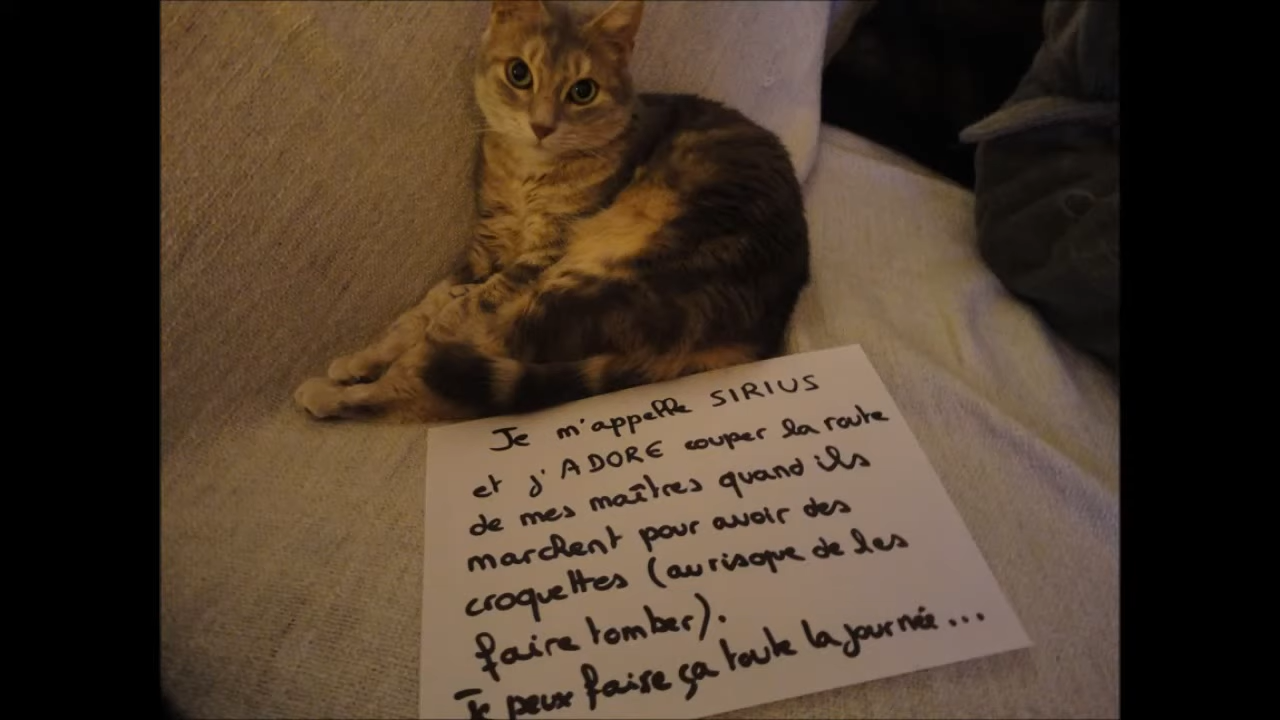 Je m'appelle SIRIUS
et j'ADORE couper la route
de mes maîtres quand ils
marchent pour avoir des
croquettes (au risque de les
faire tomber).
Je peux faire ça toute la journée...